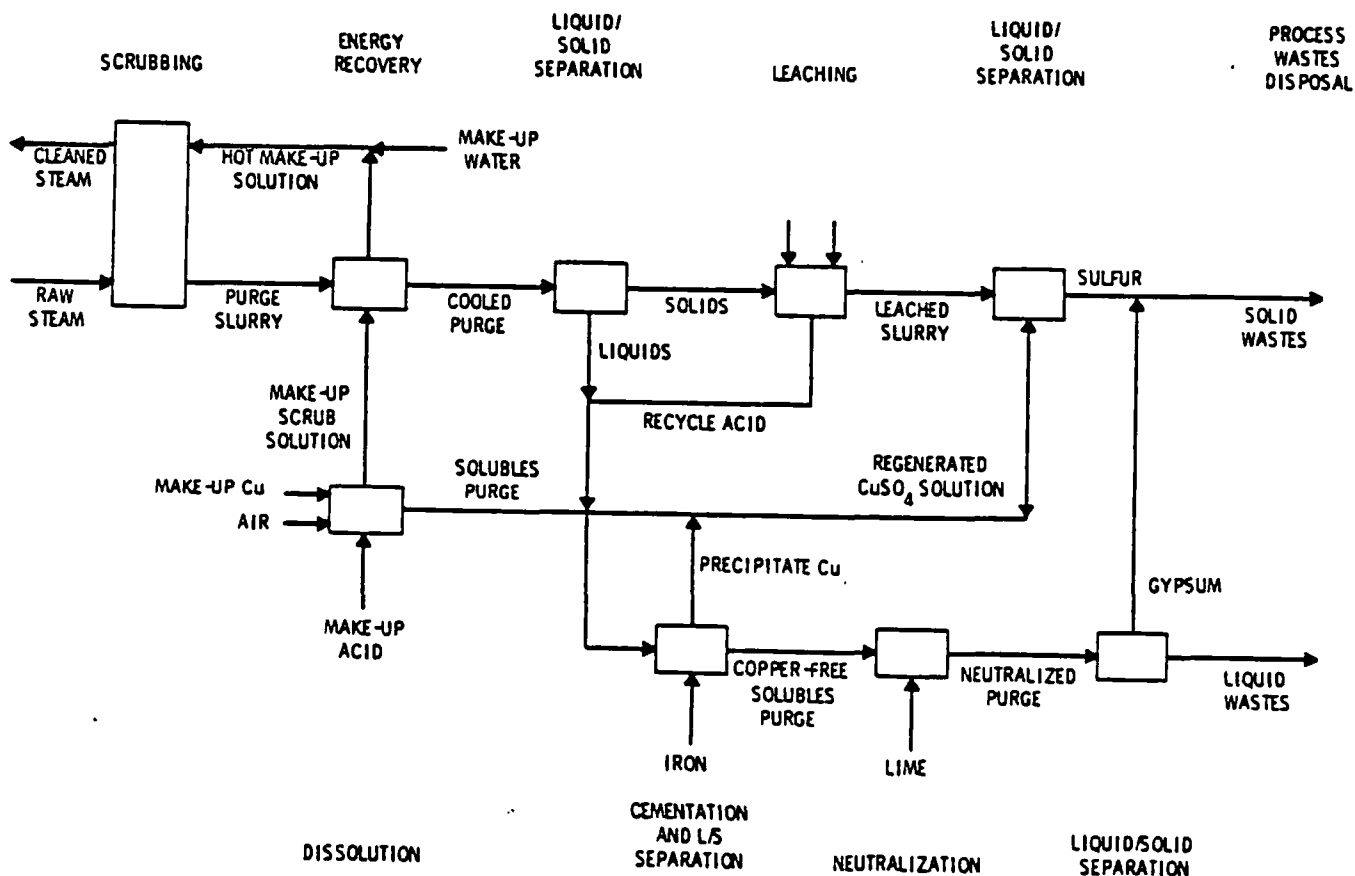 SCRUBBING
ENERGY
RECOVERY
LIQUID/
SOLID
SEPARATION
LEACHING
LIQUID/
SOLID
SEPARATION
PROCESS
WASTES
DISPOSAL
CLEANED
STEAM
HOT MAKE-UP
SOLUTION
MAKE-UP
WATER
RAW
STEAM
PURGE
SLURRY
COOLED
PURGE
SOLIDS
LEACHED
SLURRY
SULFUR
SOLID
WASTES
LIQUIDS
RECYCLE ACID
MAKE-UP
SCRUB
SOLUTION
SOLUBLES
PURGE
REGENERATED
CuSO4 SOLUTION
MAKE-UP Cu
AIR
MAKE-UP
ACID
PRECIPITATE Cu
GYPSUM
COPPER-FREE
SOLUBLES
PURGE
NEUTRALIZED
PURGE
LIQUID
WASTES
IRON
LIME
DISSOLUTION
CEMENTATION
AND L/S
SEPARATION
NEUTRALIZATION
LIQUID/SOLID
SEPARATION